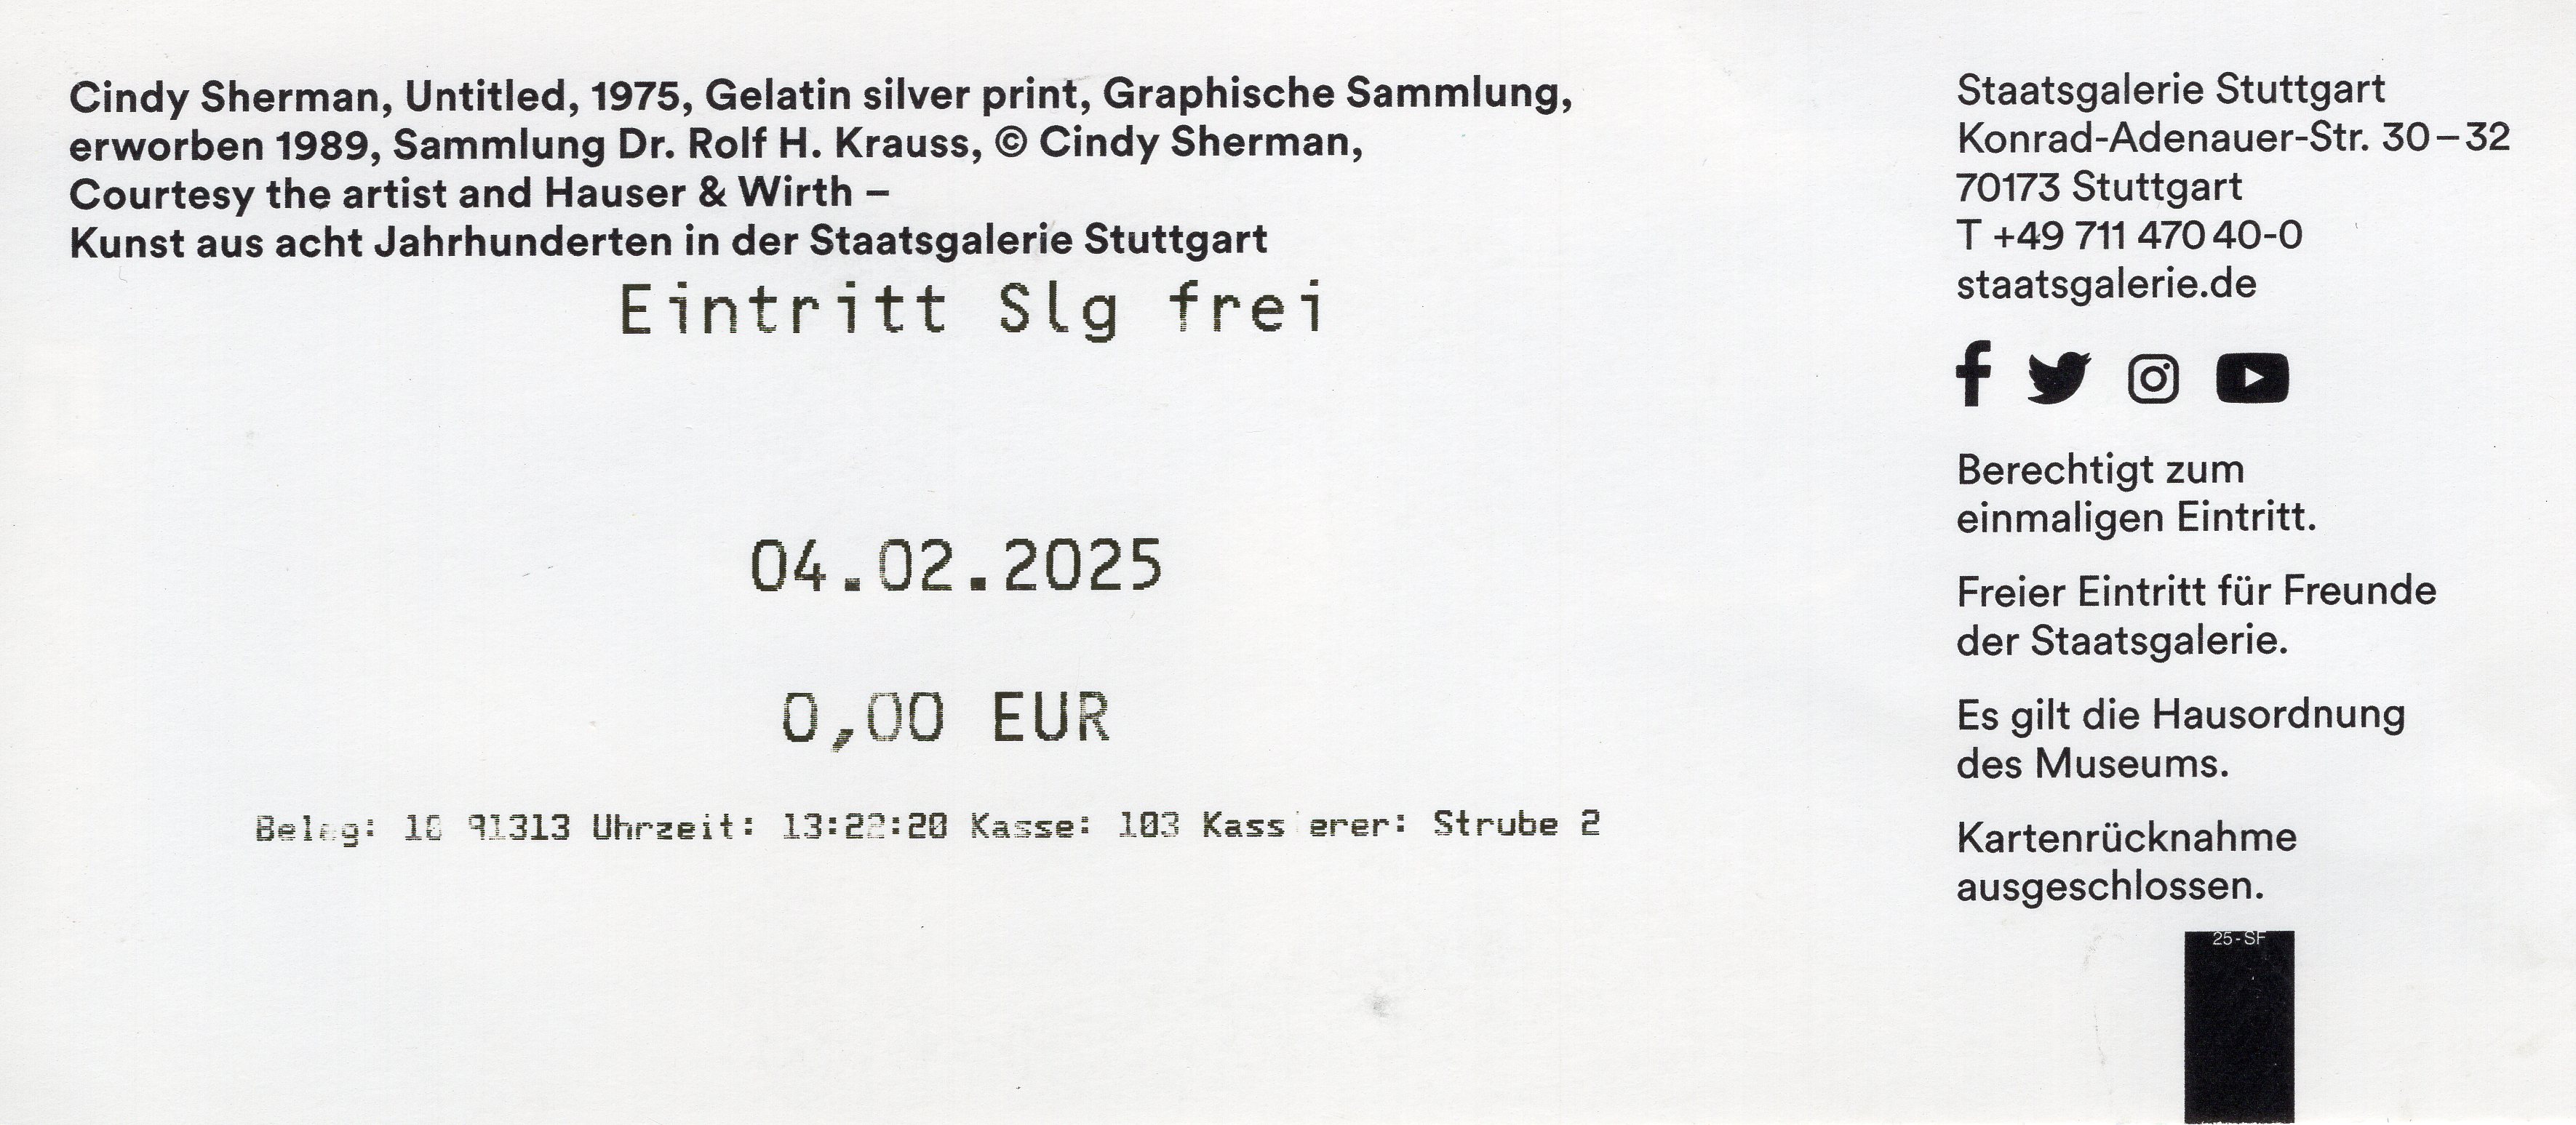 Cindy Sherman, Untitled, 1975, Gelatin silver print, Graphische Sammlung,
erworben 1989, Sammlung Dr. Rolf H. Krauss, © Cindy Sherman,
Courtesy the artist and Hauser & Wirth –
Kunst aus acht Jahrhunderten in der Staatsgalerie Stuttgart
Eintritt Slg frei
04.02.2025
0,00 EUR
Beleg: 91313 Uhrzeit: 13:22:20 Kasse: 103 Kassierer: Strube 2
Staatsgalerie Stuttgart
Konrad-Adenauer-Str. 30–32
70173 Stuttgart
T +49 711 470 40-0
staatsgalerie.de
Berechtigt zum
einmaligen Eintritt.
Freier Eintritt für Freunde
der Staatsgalerie.
Es gilt die Hausordnung
des Museums.
Kartenrücknahme
ausgeschlossen.
25-SF